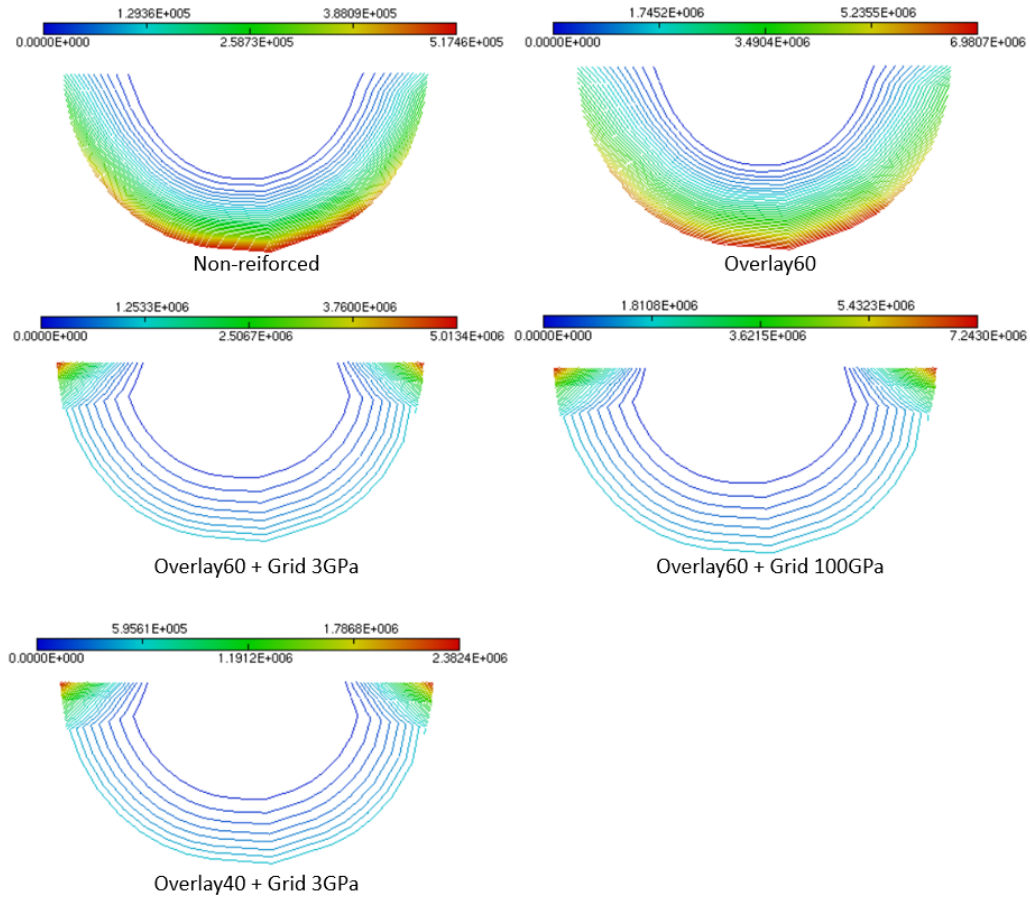 1.2936E+005 3.8809E+005
0.0000E+000 2.5873E+005 5.1746E+005
Non-reiforced
1.7452E+006 5.2355E+006
0.0000E+000 3.4904E+006 6.9807E+006
Overlay60
1.2533E+006 3.7600E+006
0.0000E+000 2.5067E+006 5.0134E+006
Overlay60 + Grid 3GPa
1.8108E+006 5.4323E+006
0.0000E+000 3.6215E+006 7.2430E+006
Overlay60 + Grid 100GPa
5.9561E+005 1.7868E+006
0.0000E+000 1.1912E+006 2.3824E+006
Overlay40 + Grid 3GPa